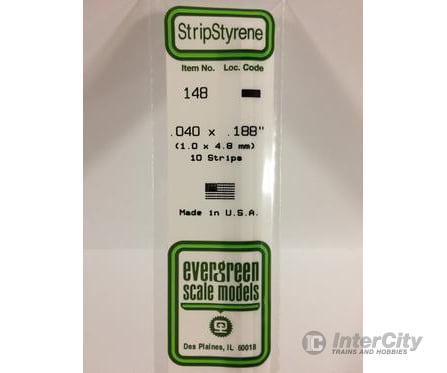 StripStyrene
Item No. Loc. Code
148
.040 x .188"
(1.0 x 4.8 mm)
10 Strips
Made in U.S.A.
evergreen
scale models
Des Plaines, IL 60018
IC InterCity
TRAINS AND HOBBIES